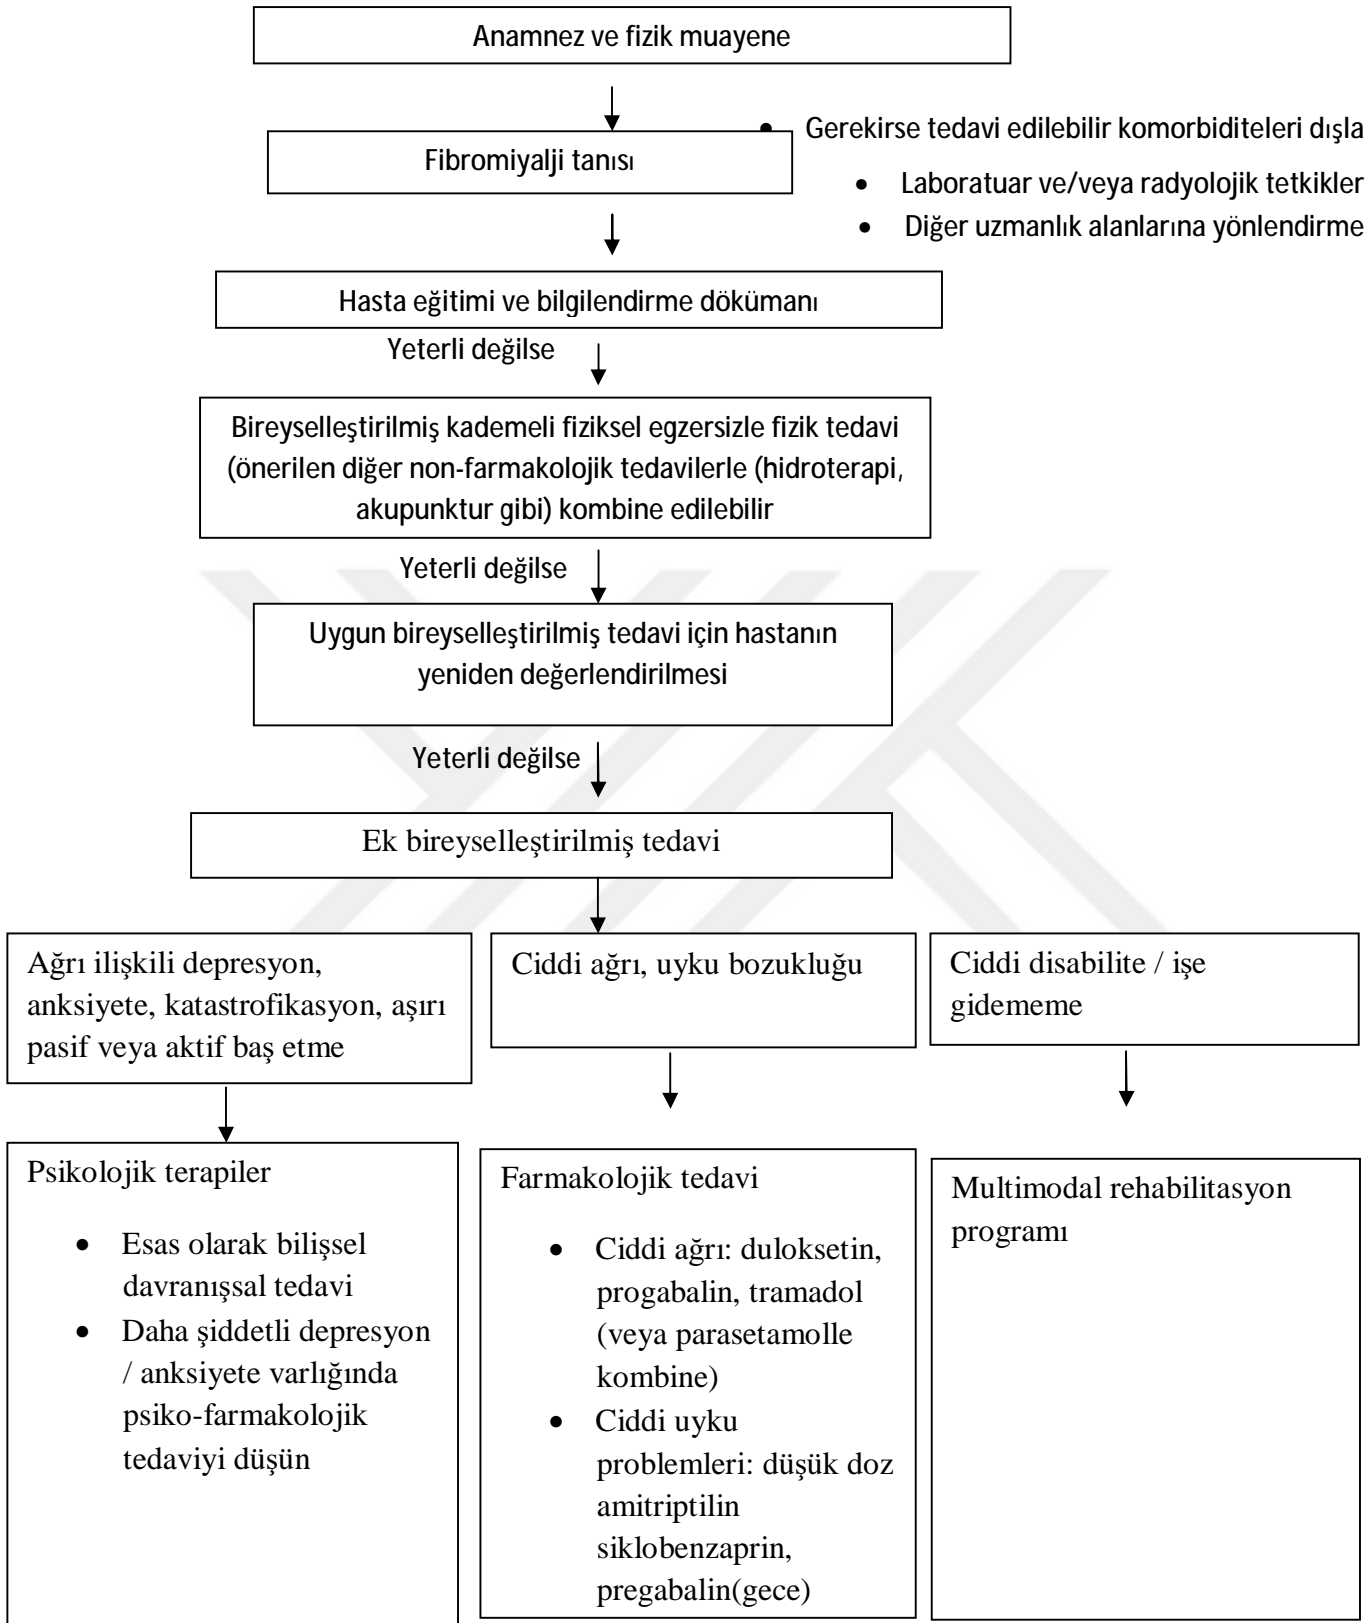 Anamnez ve fizik muayene
Fibromiyalji tanısı
• Gerekirse tedavi edilebilir komorbiditeleri dışla
• Laboratuar ve/veya radyolojik tetkikler
• Diğer uzmanlık alanlarına yönlendirme
Hasta eğitimi ve bilgilendirme dökümanı
Yeterli değilse
Bireyselleştirilmiş kademeli fiziksel egzersizle fizik tedavi
(önerilen diğer non-farmakolojik tedavilerle (hidroterapi,
akupunktur gibi) kombine edilebilir
Yeterli değilse
Uygun bireyselleştirilmiş tedavi için hastanın
yeniden değerlendirilmesi
Yeterli değilse
Ek bireyselleştirilmiş tedavi
Ağrı ilişkili depresyon,
anksiyete, katastrofikasyon, aşırı
pasif veya aktif baş etme
Ciddi ağrı, uyku bozukluğu
Ciddi disabilite / işe
gidememe
Psikolojik terapiler
• Esas olarak bilişsel
davranışsal tedavi
• Daha şiddetli depresyon
/ anksiyete varlığında
psiko-farmakolojik
tedaviyi düşün
Farmakolojik tedavi
• Ciddi ağrı: duloksetin,
progabalin, tramadol
(veya parasetamolle
kombine)
• Ciddi uyku
problemleri: düşük doz
amitriptilin
siklobenzaprin,
pregabalin(gece)
Multimodal rehabilitasyon
programı